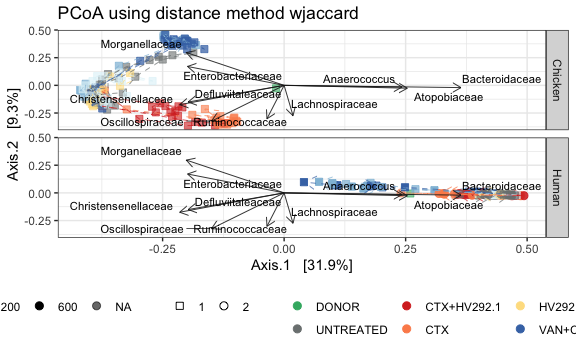 PCoA using distance method wjaccard
0.50
0.25
0.00
-0.25
Morganellaceae
Enterobacteriaceae
Anaerococcus
Bacteroidaceae
Defluviitaleaceae
Atopobiaceae
Christensenellaceae
Lachnospiraceae
Oscillospiraceae
Ruminococcaceae
Chicken
0.50
0.25
0.00
-0.25
Morganellaceae
Enterobacteriaceae
Anaerococcus
Bacteroidaceae
Defluviitaleaceae
Atopobiaceae
Christensenellaceae
Lachnospiraceae
Oscillospiraceae
Ruminococcaceae
Human
Axis.2 [9.3%]
-0.25 0.00 0.25 0.50
Axis.1 [31.9%]
200 600 NA 1 2 DONOR CTX+HV292.1 HV292
UNTREATED CTX VAN+C